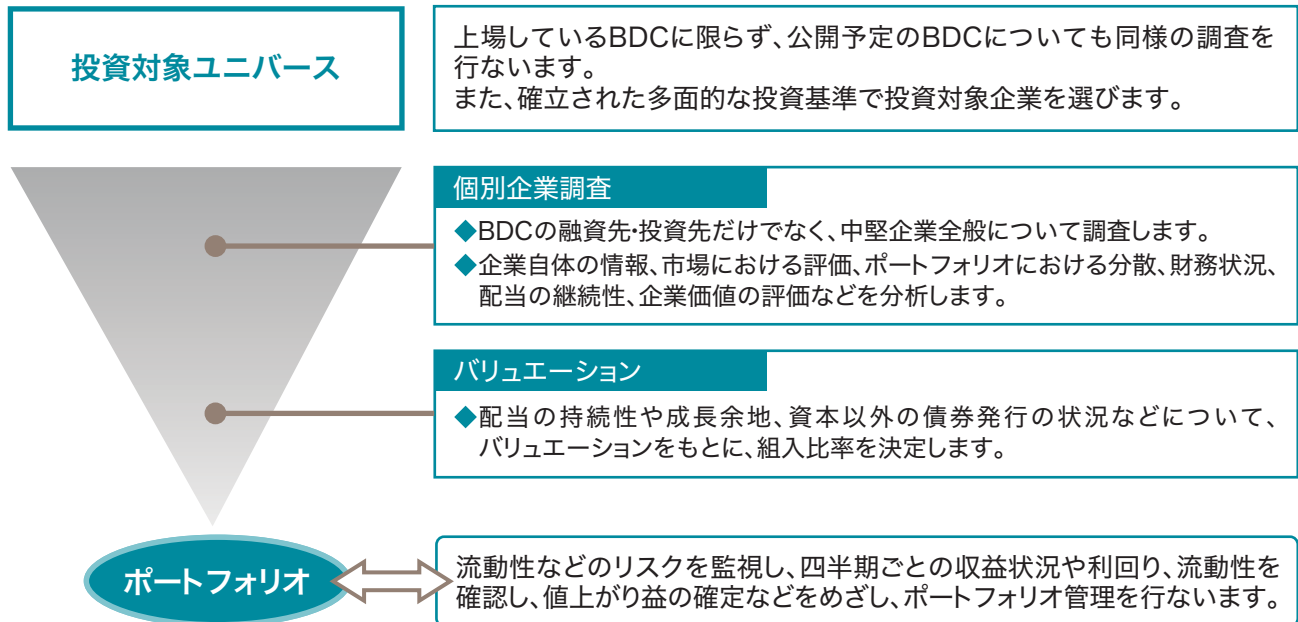 投資対象ユニバース
上場しているBDCに限らず、公開予定のBDCについても同様の調査を
行ないます。
また、確立された多面的な投資基準で投資対象企業を選びます。
個別企業調査
◆BDCの融資先・投資先だけでなく、中堅企業全般について調査します。
◆企業自体の情報、市場における評価、ポートフォリオにおける分散、財務状況、
配当の継続性、企業価値の評価などを分析します。
バリュエーション
◆配当の持続性や成長余地、資本以外の債券発行の状況などについて、
バリュエーションをもとに、組入比率を決定します。
ポートフォリオ
流動性などのリスクを監視し、四半期ごとの収益状況や利回り、流動性を
確認し、値上がり益の確定などをめざし、ポートフォリオ管理を行ないます。